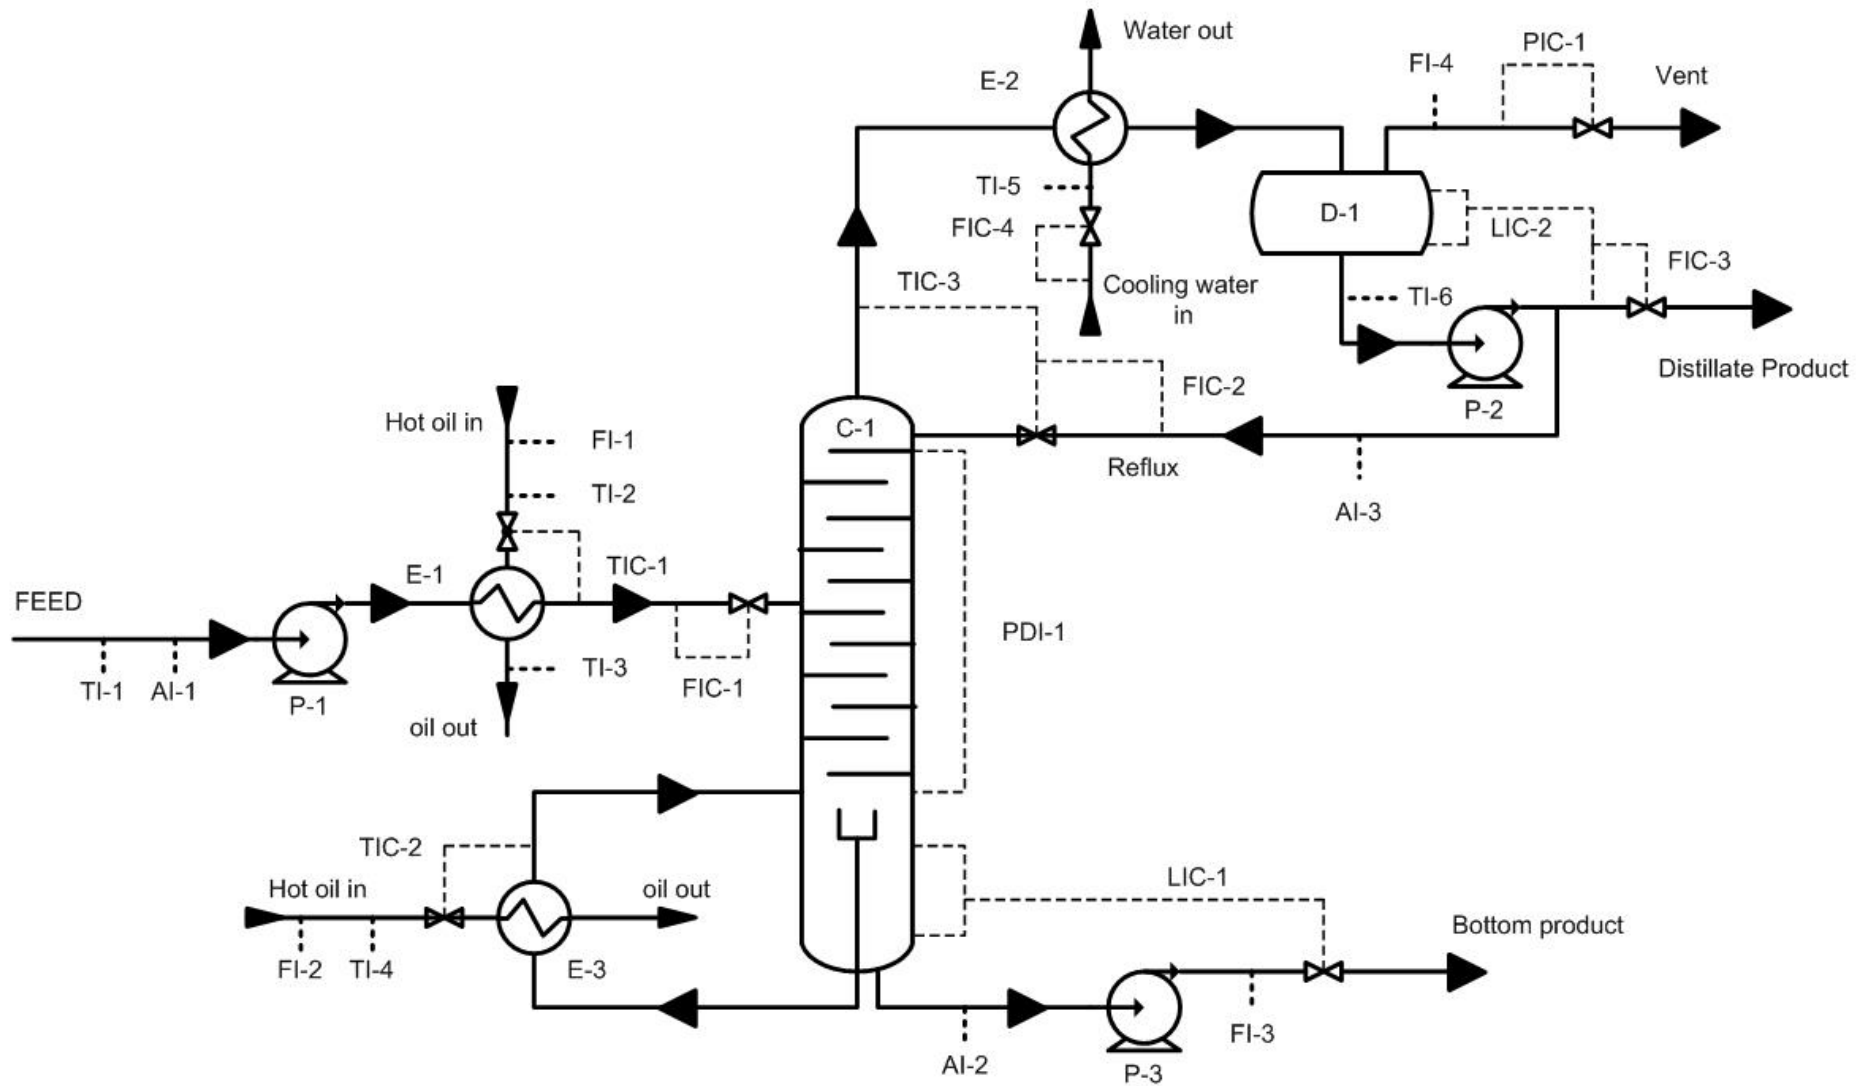 Water out
PIC-1
FI-4
Vent
E-2
TI-5
D-1
FIC-4
LIC-2
FIC-3
TIC-3
Cooling water
in
TI-6
Distillate Product
P-2
FIC-2
Hot oil in
C-1
FI-1
Reflux
TI-2
AI-3
TIC-1
E-1
FEED
PDI-1
TI-3
TI-1
AI-1
P-1
FIC-1
oil out
TIC-2
LIC-1
Hot oil in
oil out
Bottom product
FI-2
TI-4
E-3
FI-3
AI-2
P-3